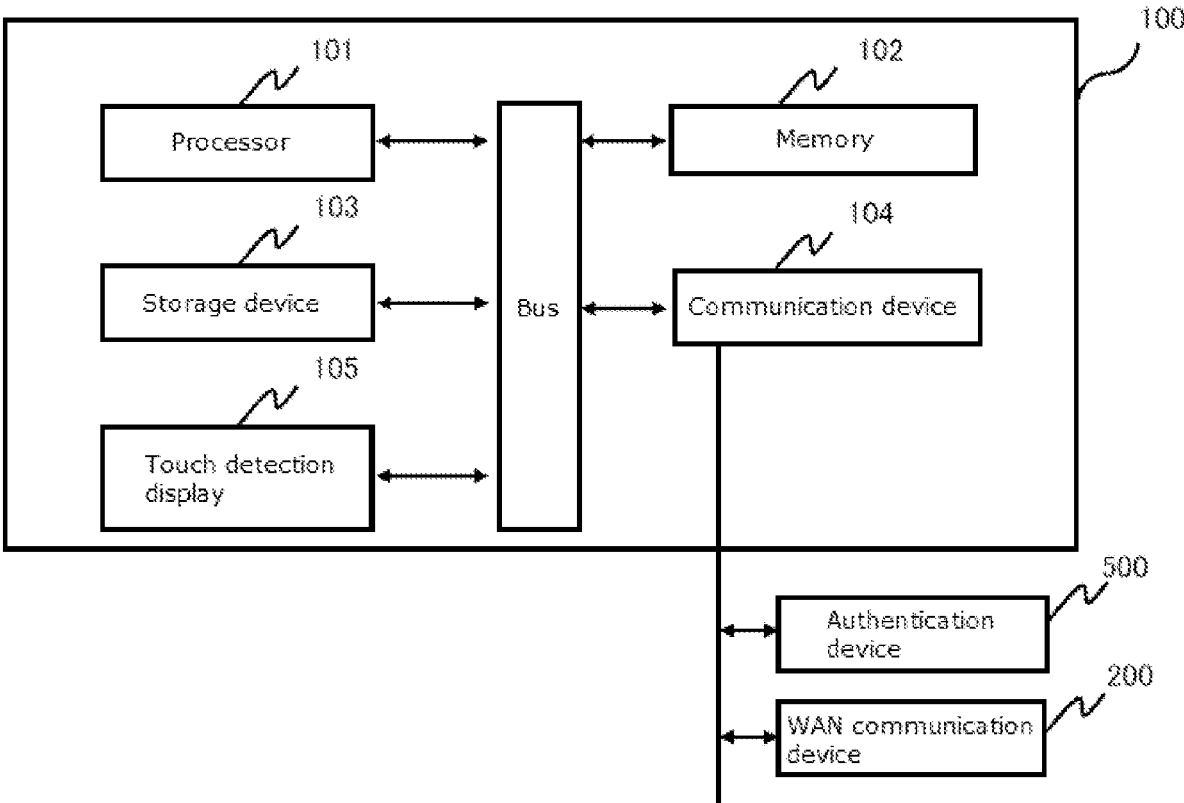 100
101
102
Processor
Memory
103
104
Storage device
Bus
Communication device
105
Touch detection
display
500
Authentication
device
200
WAN communication
device